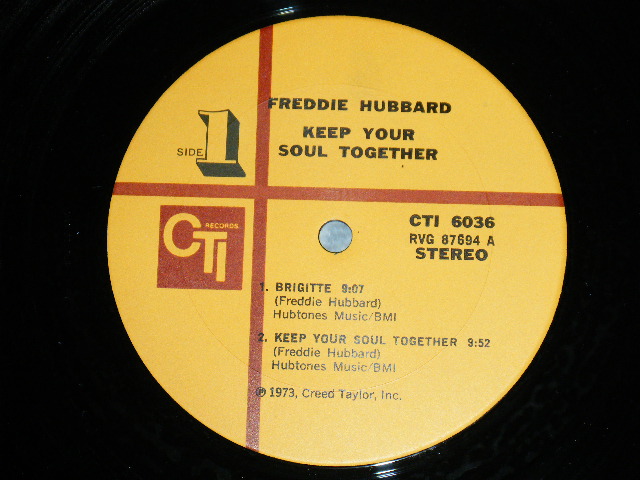 FREDDIE HUBBARD
KEEP YOUR
SOUL TOGETHER
SIDE 1
CTI RECORDS
CTI 6036
RVG 87694 A
STEREO
1. BRIGITTE 9:07
(Freddie Hubbard)
Hubtones Music/BMI
2. KEEP YOUR SOUL TOGETHER 9:52
(Freddie Hubbard)
Hubtones Music/BMI
℗ 1973, Creed Taylor, Inc.